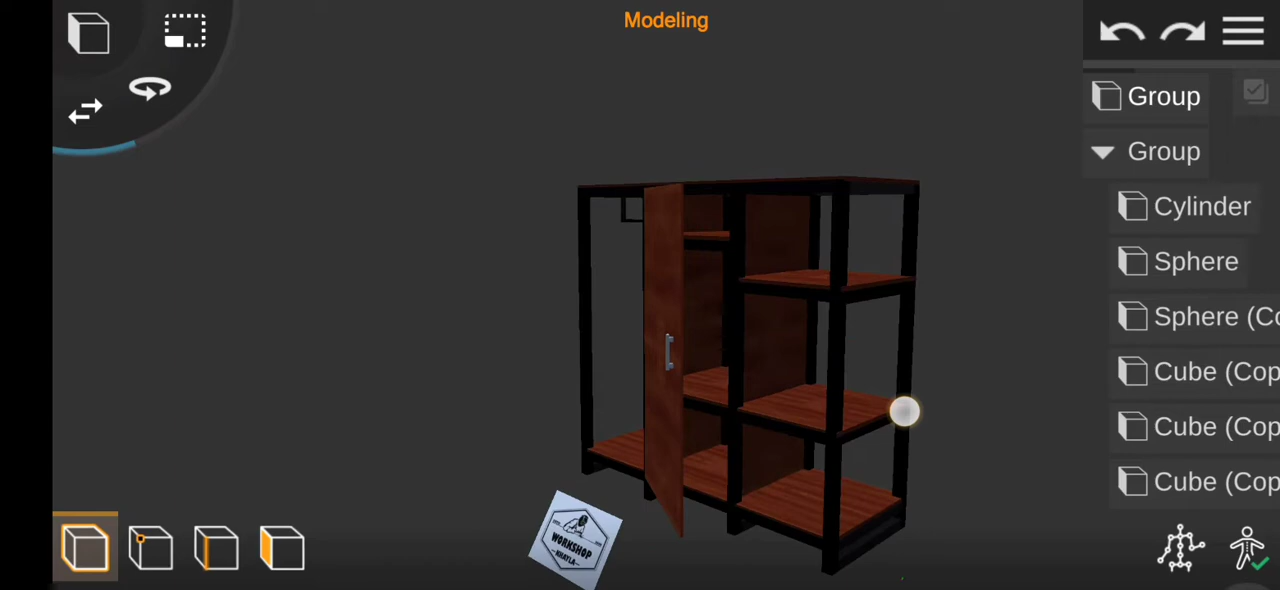 Modeling
Group
Group
Cylinder
Sphere
Sphere (Co
Cube (Cop
Cube (Cop
Cube (Cop
WORKSHOP